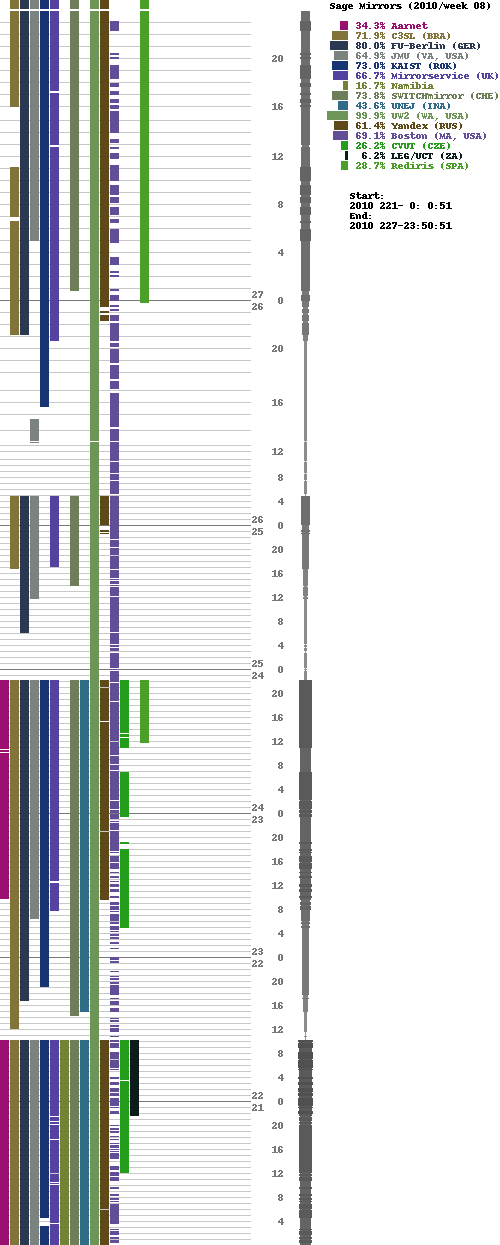 Sage Mirrors (2010/week 08)
34.3% Aarnet
71.9% C3SL (BRA)
80.0% FU-Berlin (GER)
64.9% JMU (VA, USA)
73.0% KAIST (ROK)
66.7% Mirrorservice (UK)
16.7% Namibia
73.8% SWITCHmirror (CHE)
43.6% UNEJ (INA)
99.9% UW2 (WA, USA)
61.4% Yandex (RUS)
69.1% Boston (MA, USA)
26.2% CVUT (CZE)
6.2% LEG/UCT (ZA)
28.7% Rediris (SPA)
Start:
2010 221- 0: 0:51
End:
2010 227-23:50:51
20
16
12
8
4
27
0
26
20
16
12
8
4
26
0
25
20
16
12
8
4
25
0
24
20
16
12
8
4
24
0
23
20
16
12
8
4
23
0
22
20
16
12
8
4
22
0
21
20
16
12
8
4